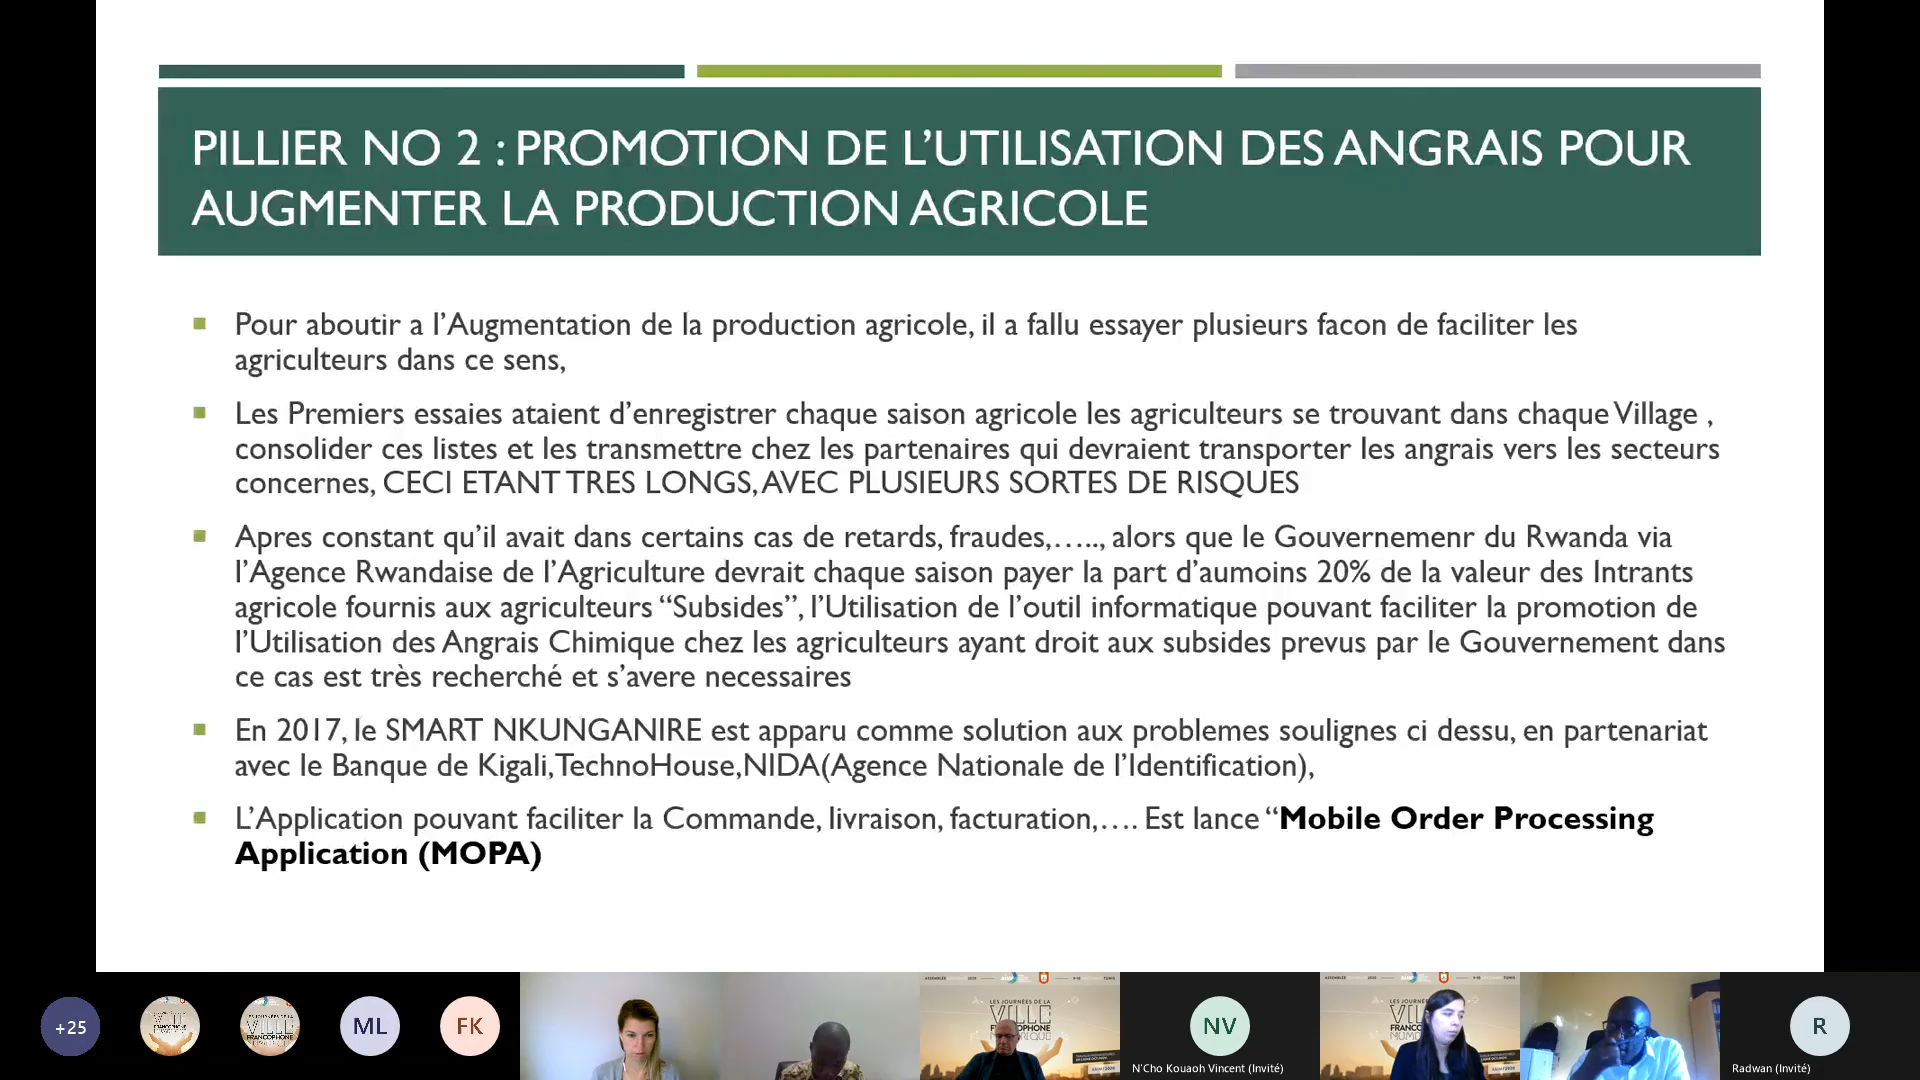 PILLIER NO 2 : PROMOTION DE L’UTILISATION DES ANGRAIS POUR
AUGMENTER LA PRODUCTION AGRICOLE
Pour aboutir a l’Augmentation de la production agricole, il a fallu essayer plusieurs facon de faciliter les
agriculteurs dans ce sens,
Les Premiers essaies ataient d’enregistrer chaque saison agricole les agriculteurs se trouvant dans chaque Village ,
consolider ces listes et les transmettre chez les partenaires qui devraient transporter les angrais vers les secteurs
concernes, CECI ETANT TRES LONGS, AVEC PLUSIEURS SORTES DE RISQUES
Apres constant qu’il avait dans certains cas de retards, fraudes,….., alors que le Gouvernemenr du Rwanda via
l’Agence Rwandaise de l’Agriculture devrait chaque saison payer la part d’aumoins 20% de la valeur des Intrants
agricole fournis aux agriculteurs “Subsides”, l’Utilisation de l’outil informatique pouvant faciliter la promotion de
l’Utilisation des Angrais Chimique chez les agriculteurs ayant droit aux subsides prevus par le Gouvernement dans
ce cas est très recherché et s’avere necessaires
En 2017, le SMART NKUNGANIRE est apparu comme solution aux problemes soulignes ci dessu, en partenariat
avec le Banque de Kigali,TechnoHouse,NIDA(Agence Nationale de l’Identification),
L’Application pouvant faciliter la Commande, livraison, facturation,…. Est lance “Mobile Order Processing
Application (MOPA)
+25
ML
FK
LES JOURNÉES DE LA
VILLE
FRANCOPHONE
NUMÉRIQUE
NV
N'Cho Kouaoh Vincent (Invité)
R
Radwan (Invité)